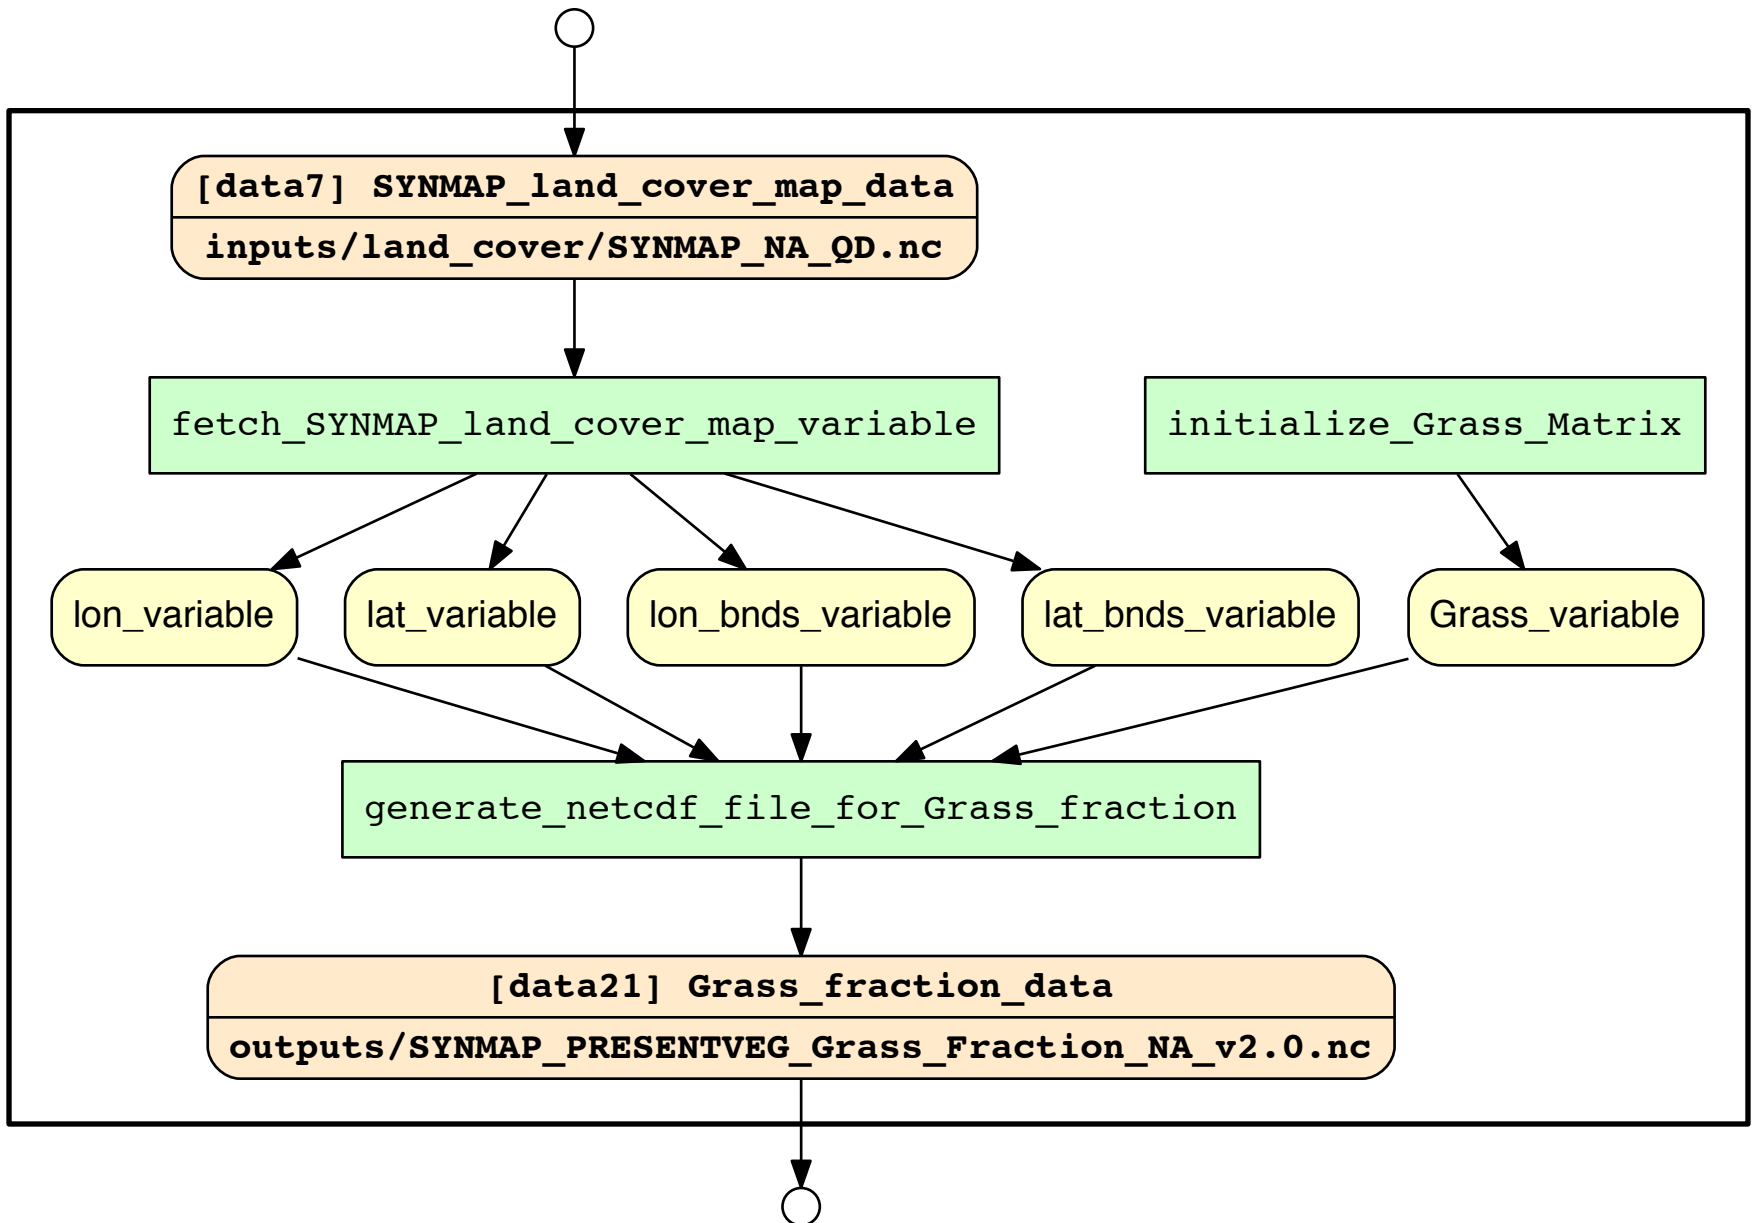 [data7] SYNMAP_land_cover_map_data
inputs/land_cover/SYNMAP_NA_QD.nc
fetch_SYNMAP_land_cover_map_variable
initialize_Grass_Matrix
lon_variable
lat_variable
lon_bnds_variable
lat_bnds_variable
Grass_variable
generate_netcdf_file_for_Grass_fraction
[data21] Grass_fraction_data
outputs/SYNMAP_PRESENTVEG_Grass_Fraction_NA_v2.0.nc